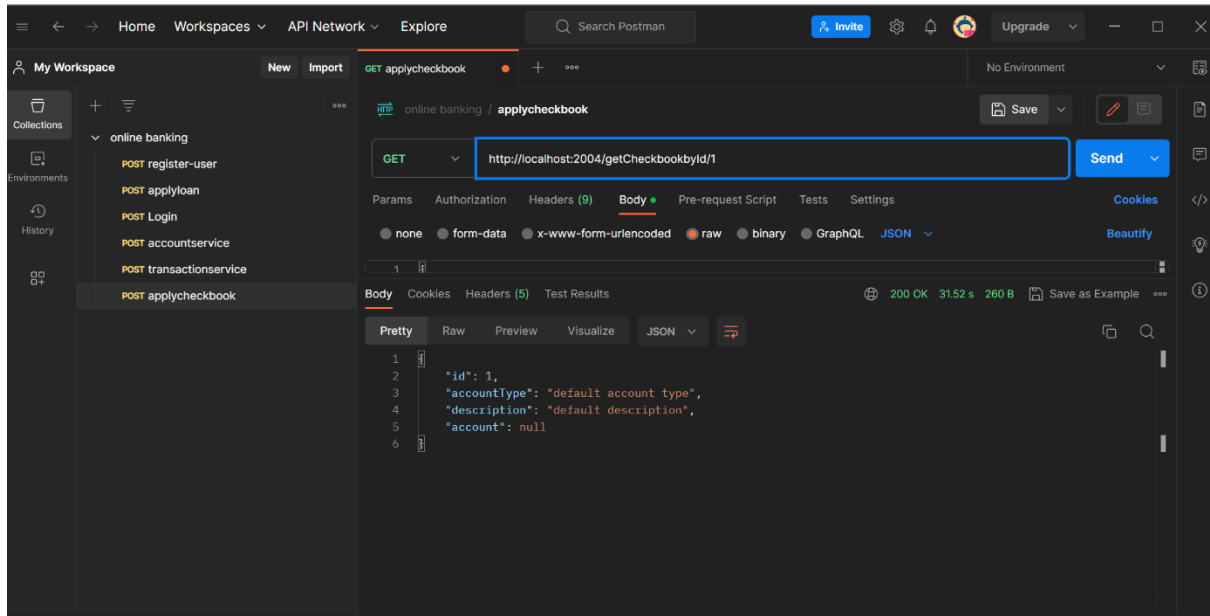 Home Workspaces API Network Explore Search Postman Invite Upgrade
My Workspace New Import GET applycheckbook No Environment
Collections
Environments
History
online banking
POST register-user
POST applyloan
POST Login
POST accountservice
POST transactionservice
POST applycheckbook
HTTP online banking / applycheckbook Save
GET http://localhost:2004/getCheckbookbyId/1 Send
Params Authorization Headers (9) Body Pre-request Script Tests Settings Cookies
none form-data x-www-form-urlencoded raw binary GraphQL JSON Beautify
1 {
Body Cookies Headers (5) Test Results 200 OK 31.52 s 260 B Save as Example
Pretty Raw Preview Visualize JSON
1 {
2 "id": 1,
3 "accountType": "default account type",
4 "description": "default description",
5 "account": null
6 }